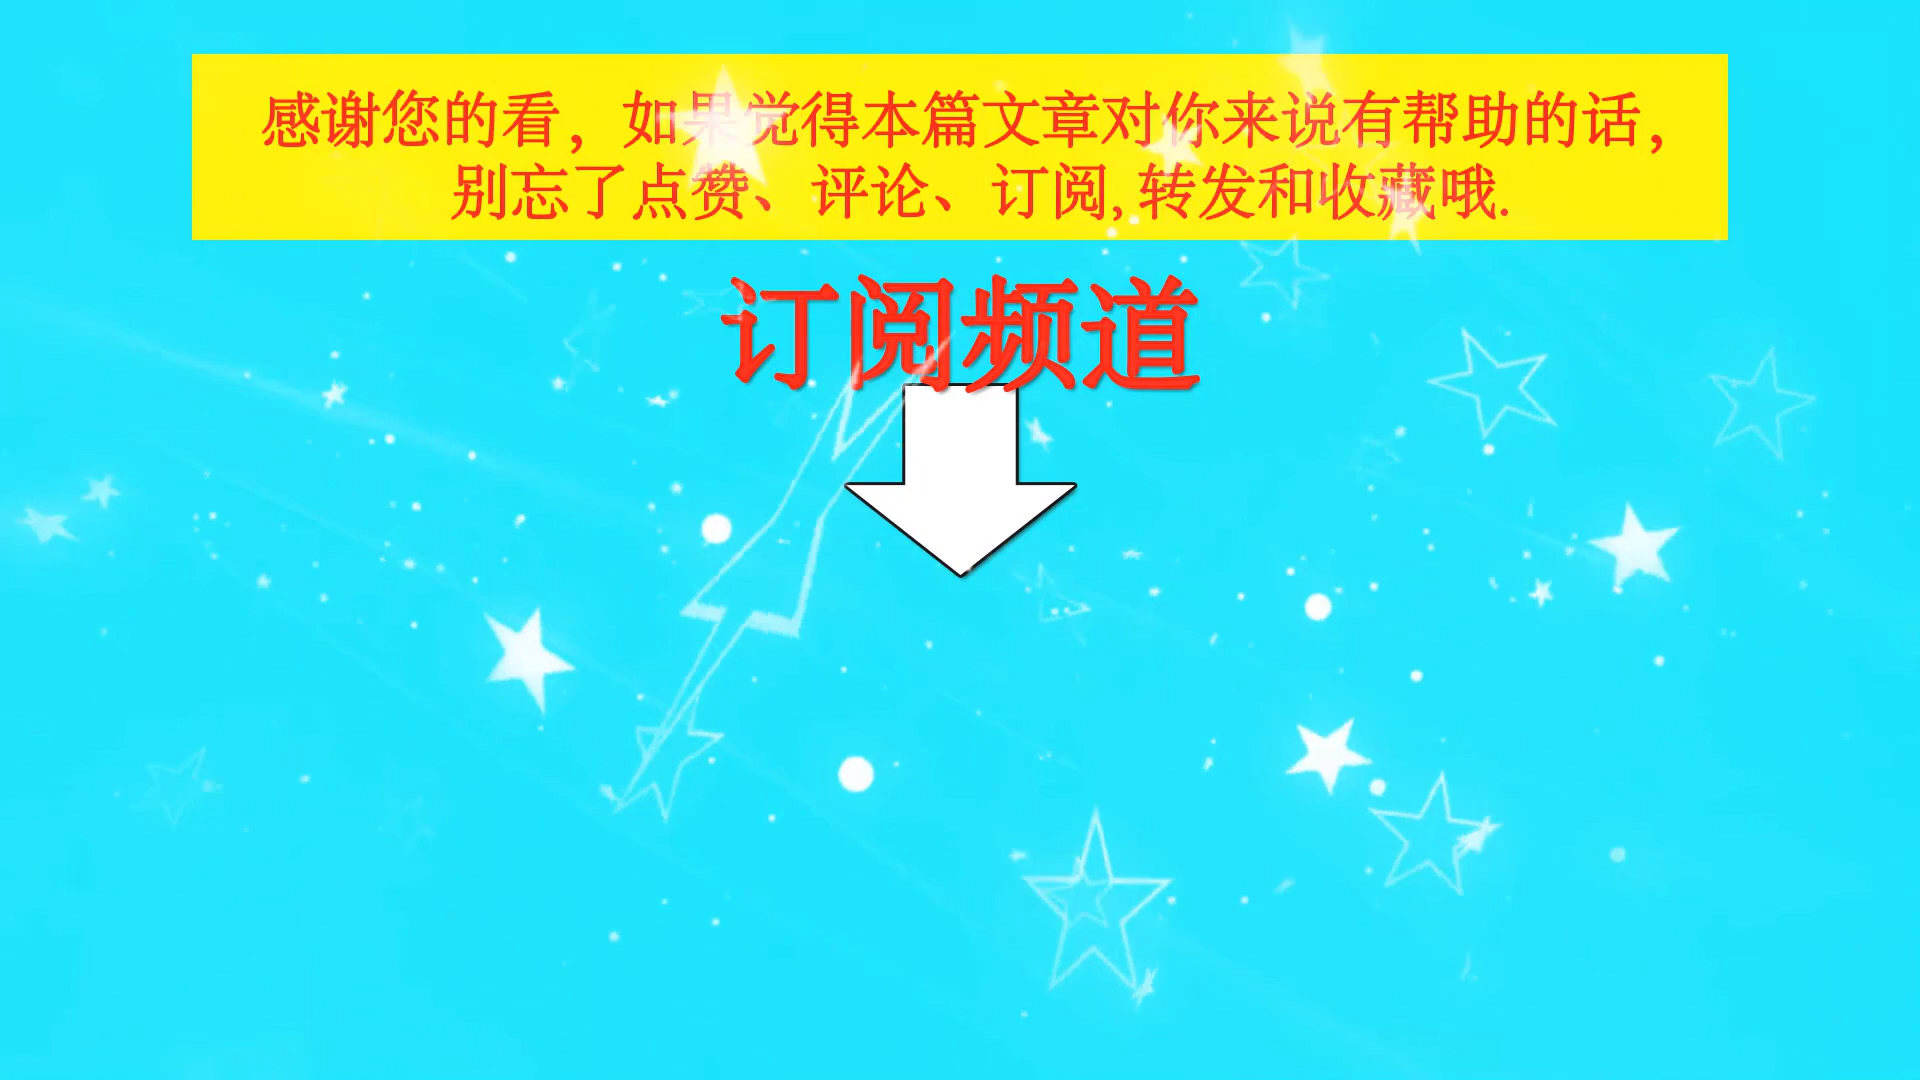 感谢您的看，如果觉得本篇文章对你来说有帮助的话，
别忘了点赞、评论、订阅,转发和收藏哦.
订阅频道